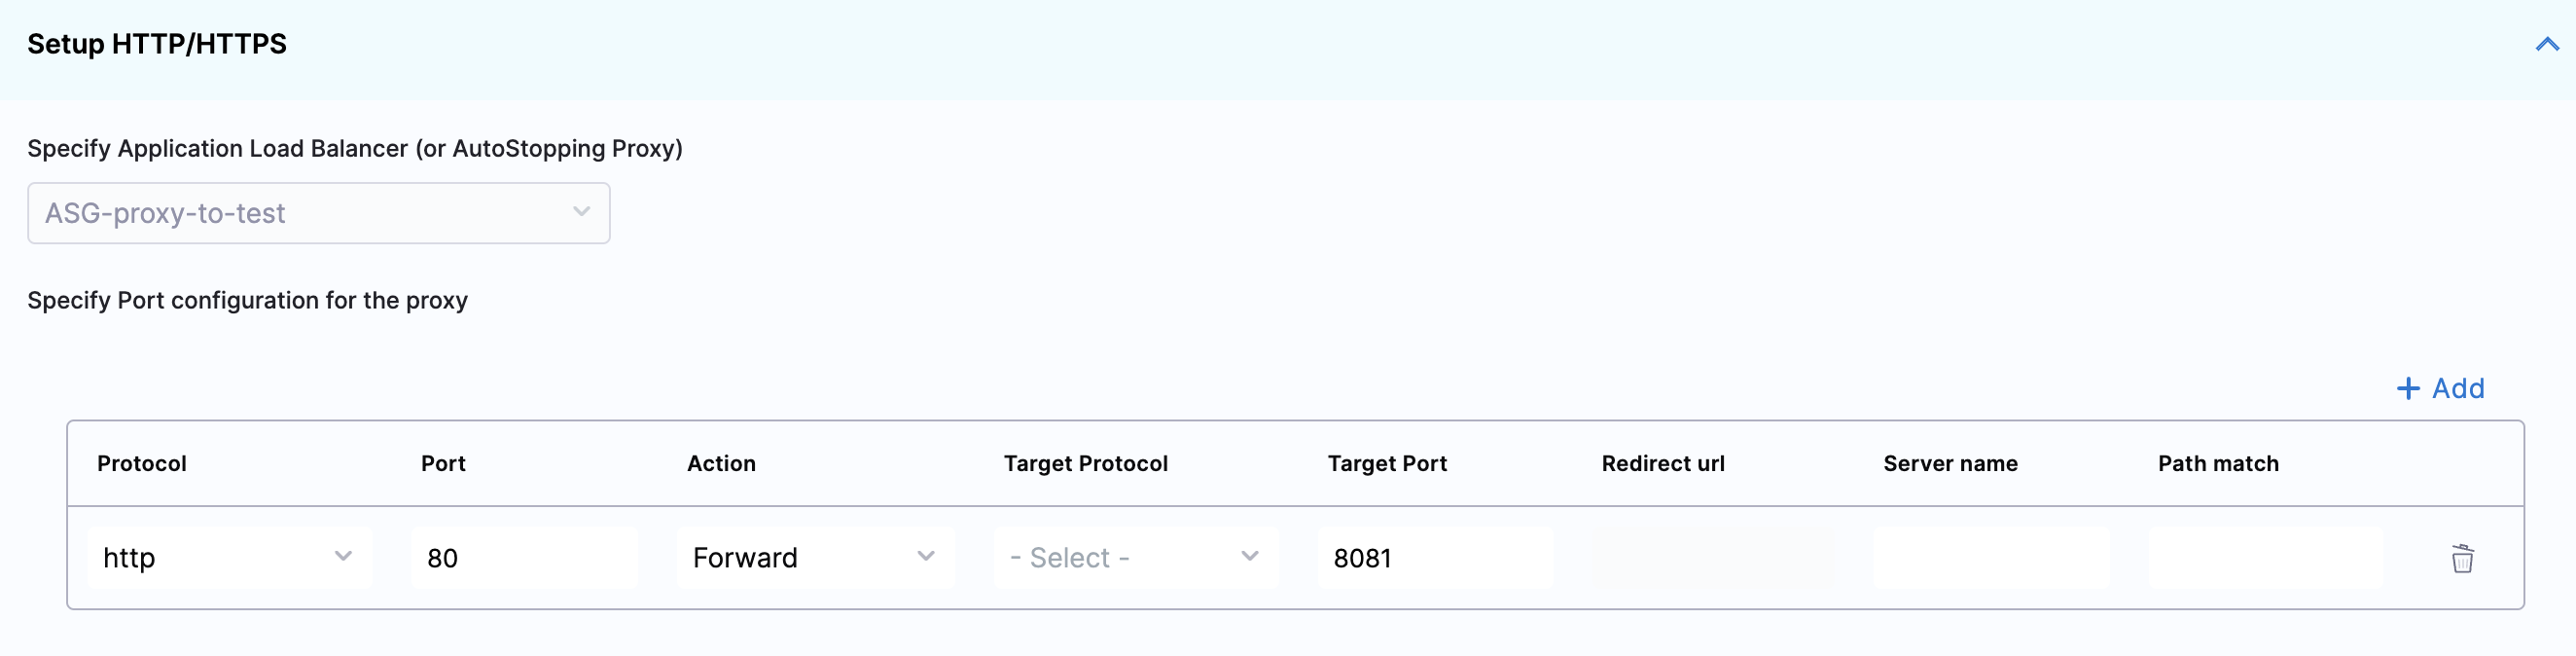 Setup HTTP/HTTPS
Specify Application Load Balancer (or AutoStopping Proxy)
ASG-proxy-to-test
Specify Port configuration for the proxy
+ Add
Protocol Port Action Target Protocol Target Port Redirect url Server name Path match
http 80 Forward - Select - 8081